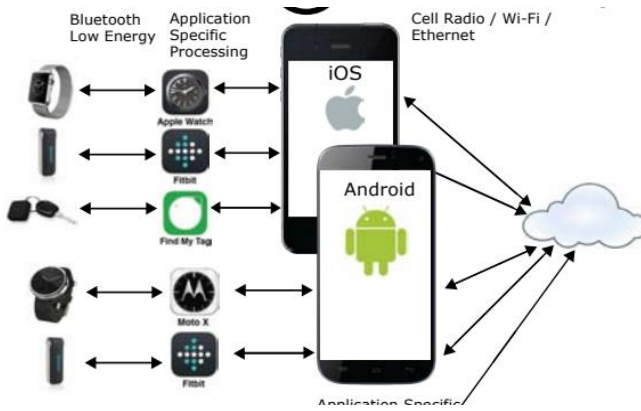 Bluetooth
Low Energy
Application
Specific
Processing
Cell Radio / Wi-Fi /
Ethernet
iOS
Apple Watch
Fitbit
Android
Find My Tag
Moto X
Fitbit
Application Specific